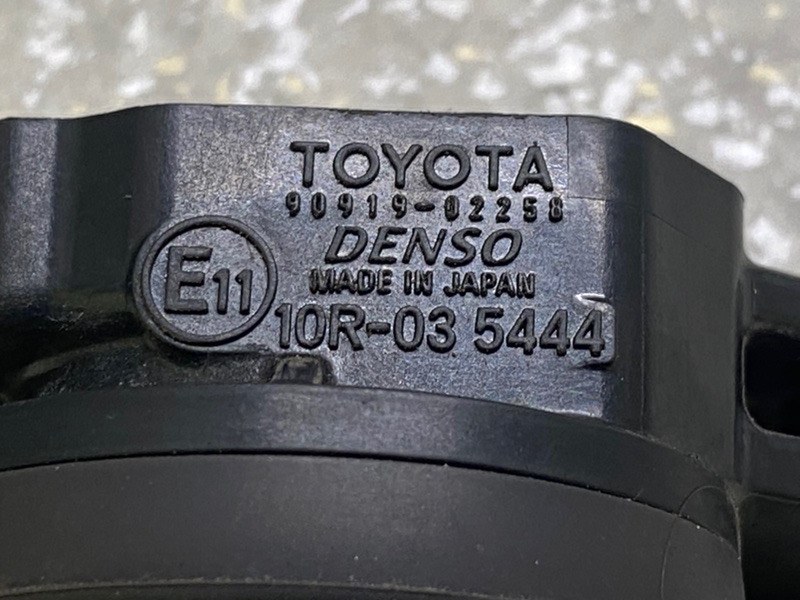 TOYOTA
90919-02258
DENSO
MADE IN JAPAN
E11
10R-03 5444